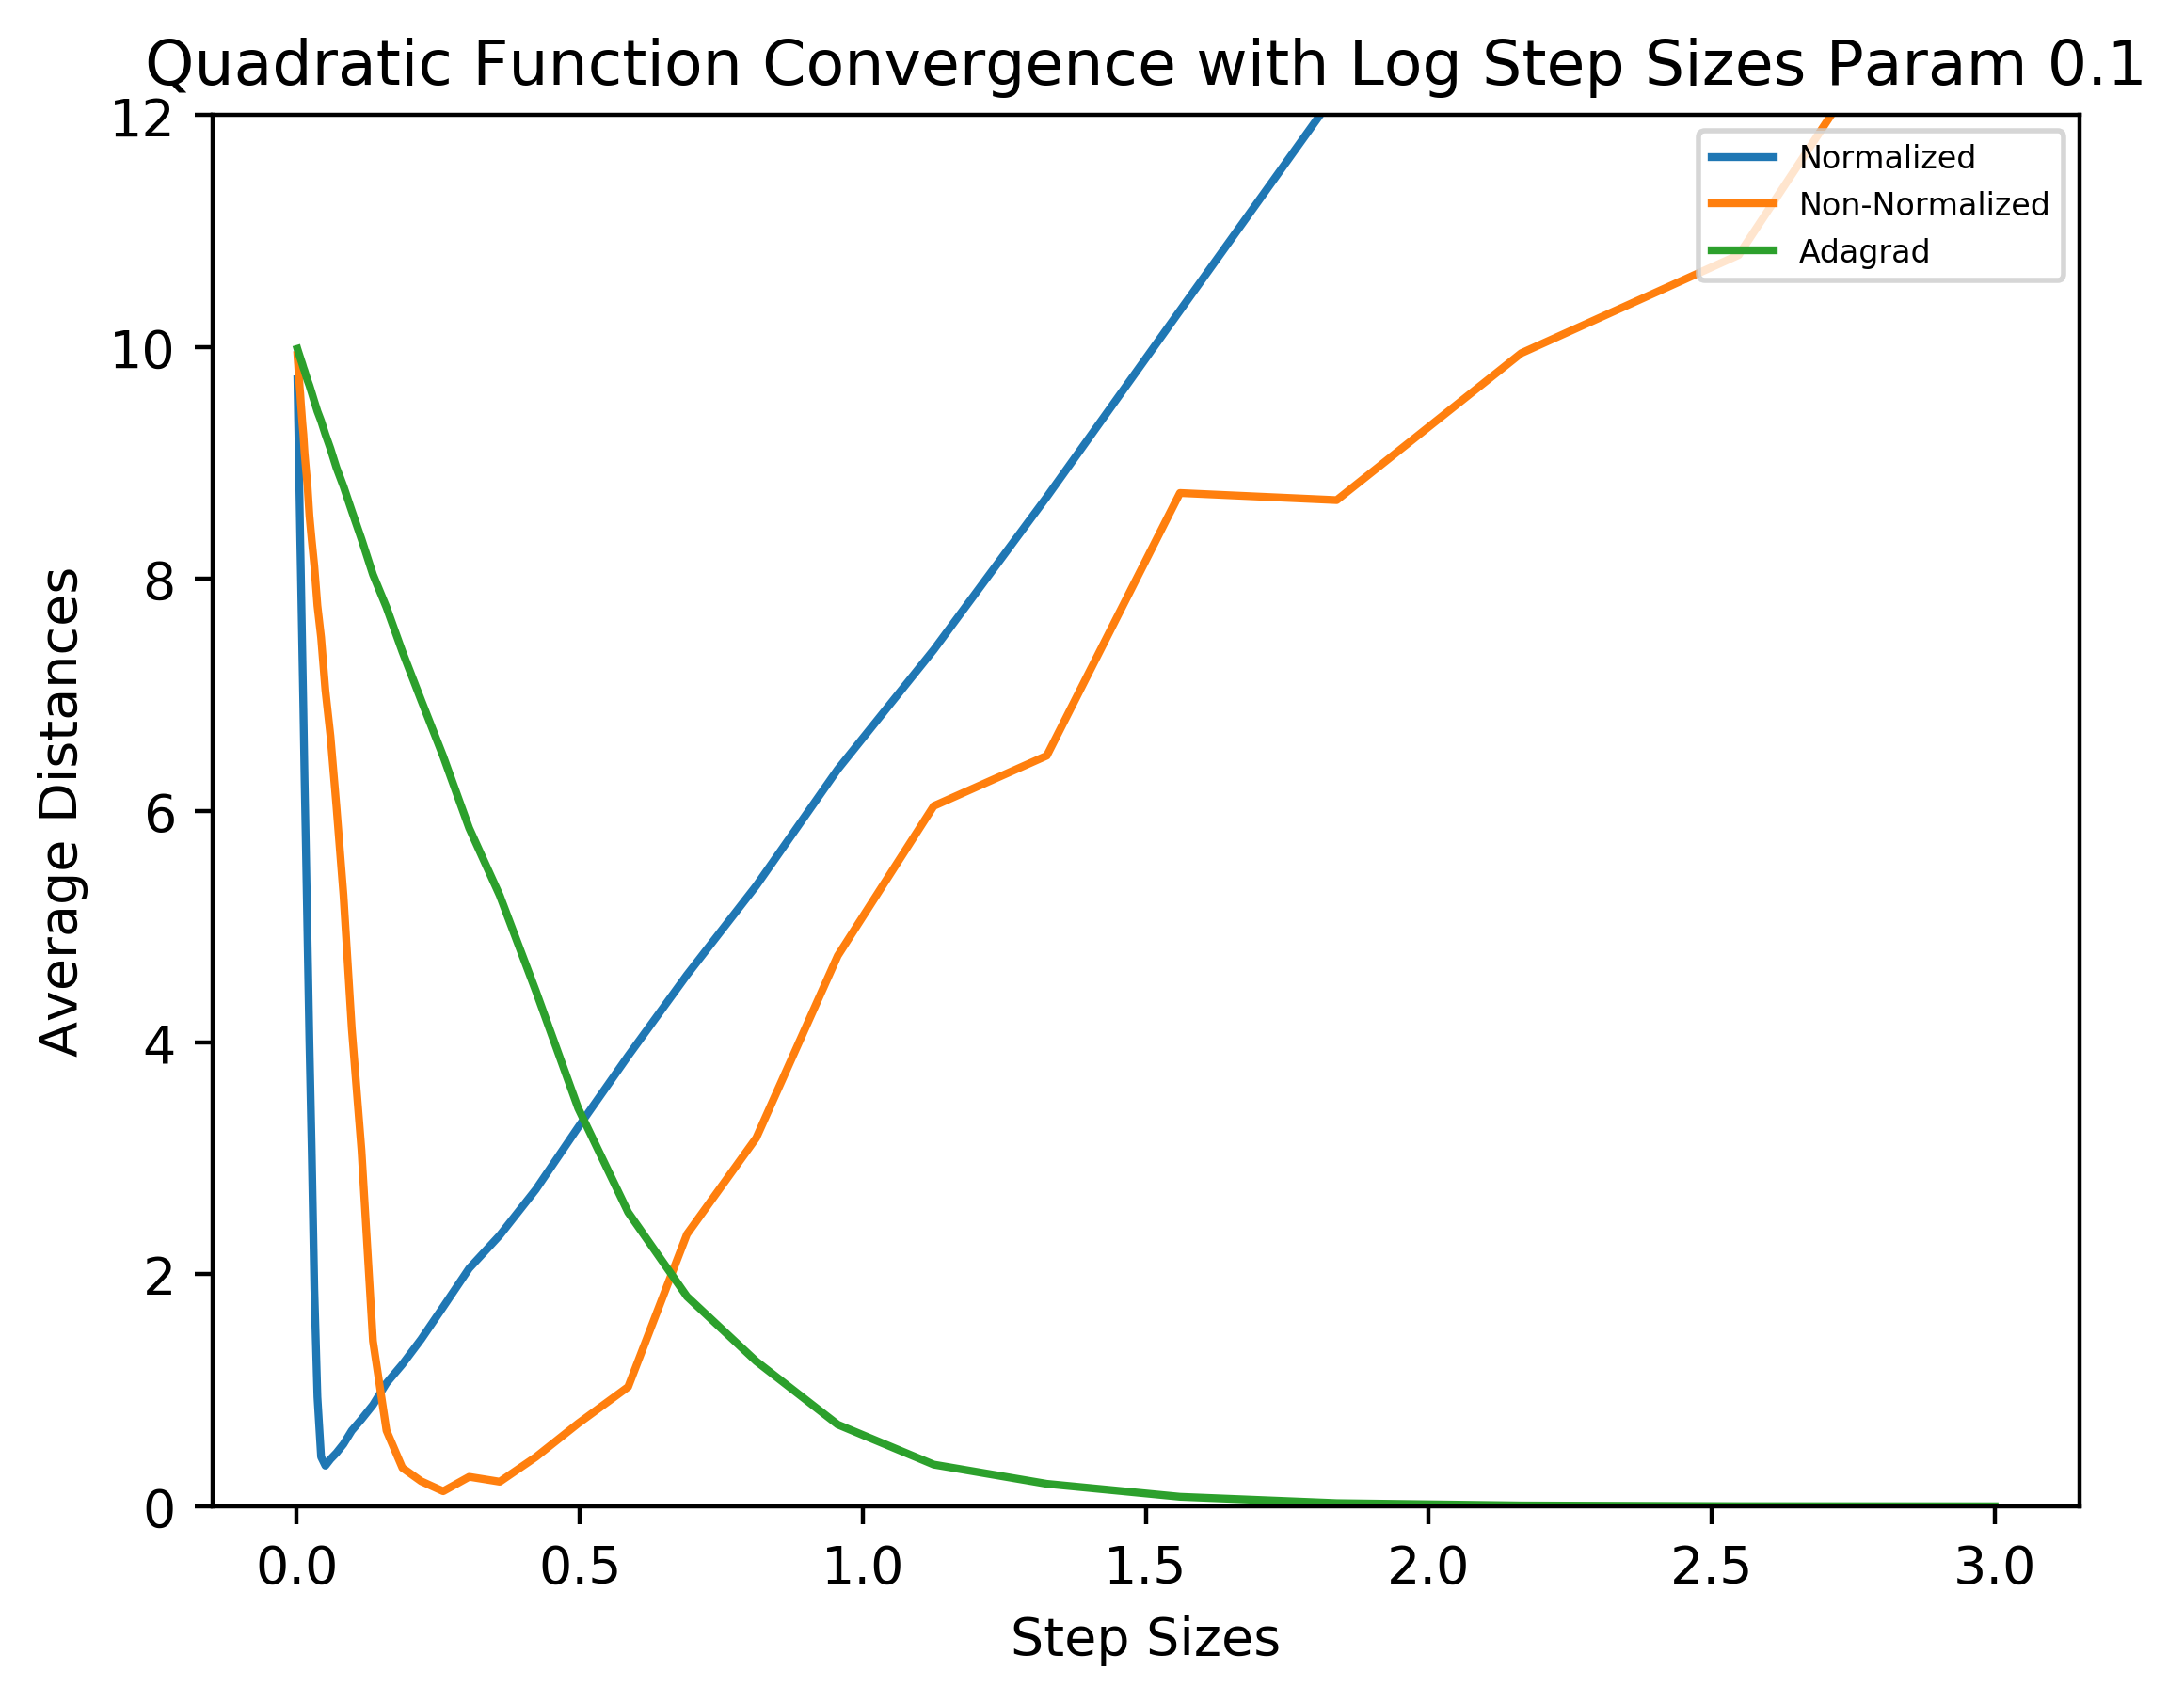 Quadratic Function Convergence with Log Step Sizes Param 0.1
12
10
8
6
4
2
0
Average Distances
Normalized
Non-Normalized
Adagrad
0.0 0.5 1.0 1.5 2.0 2.5 3.0
Step Sizes